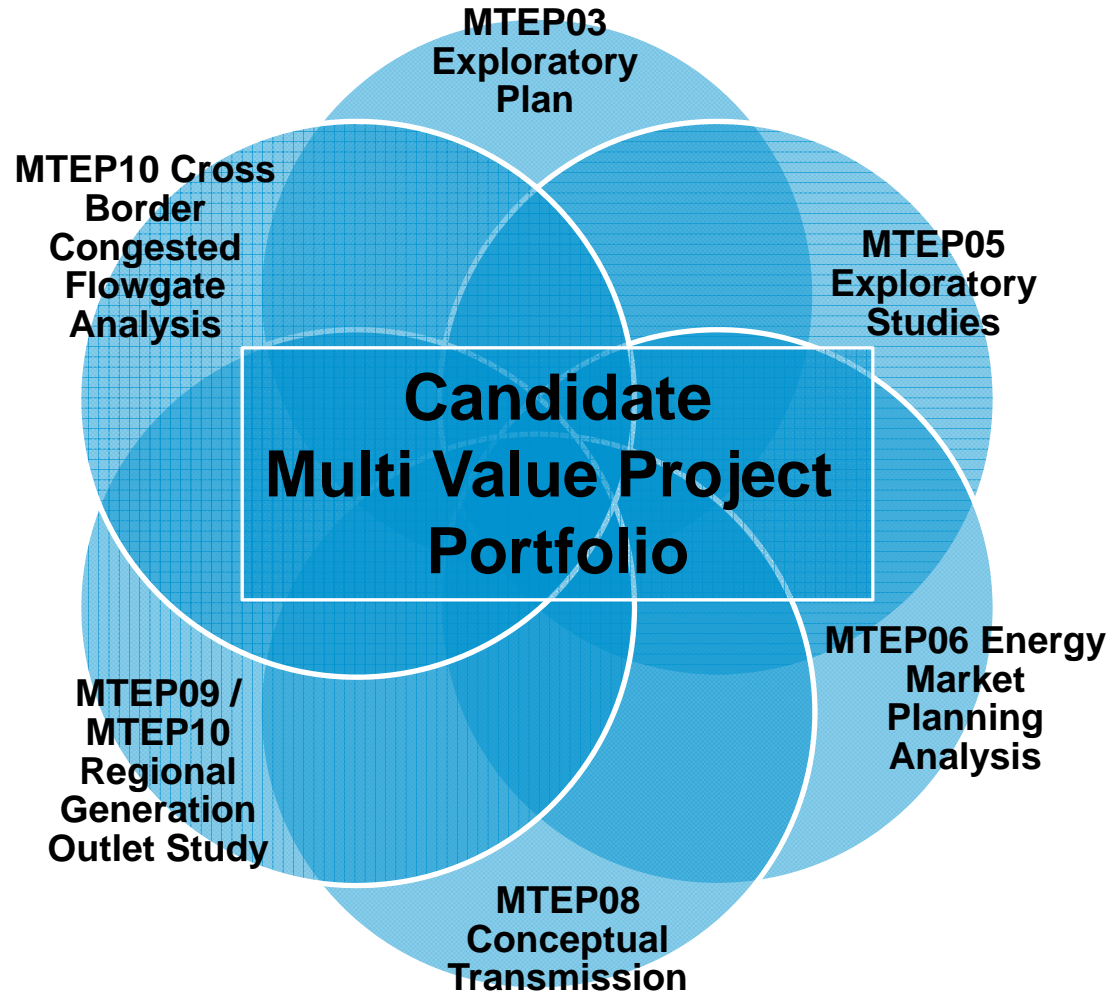 MTEP03
Exploratory
Plan
MTEP10 Cross
Border
Congested
Flowgate
Analysis
MTEP05
Exploratory
Studies
Candidate
Multi Value Project
Portfolio
MTEP06 Energy
Market
Planning
Analysis
MTEP09 /
MTEP10
Regional
Generation
Outlet Study
MTEP08
Conceptual
Transmission